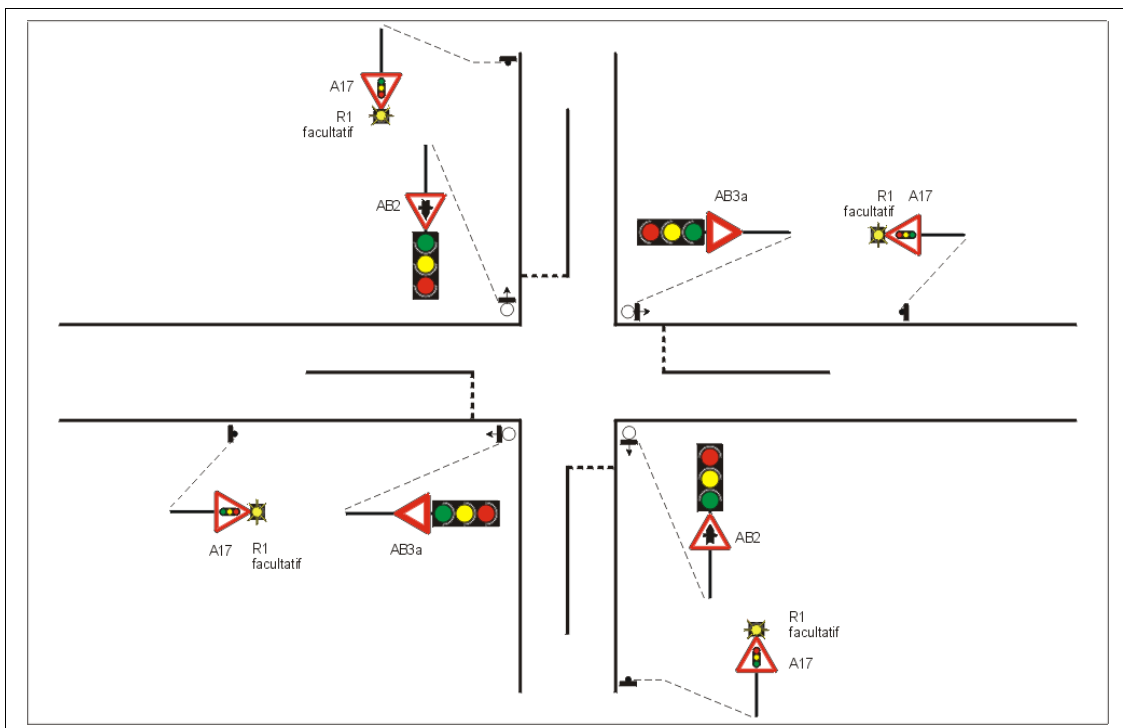 A17
R1
facultatif
AB2
AB3a
R1
facultatif
A17
A17
R1
facultatif
AB3a
AB2
R1
facultatif
A17